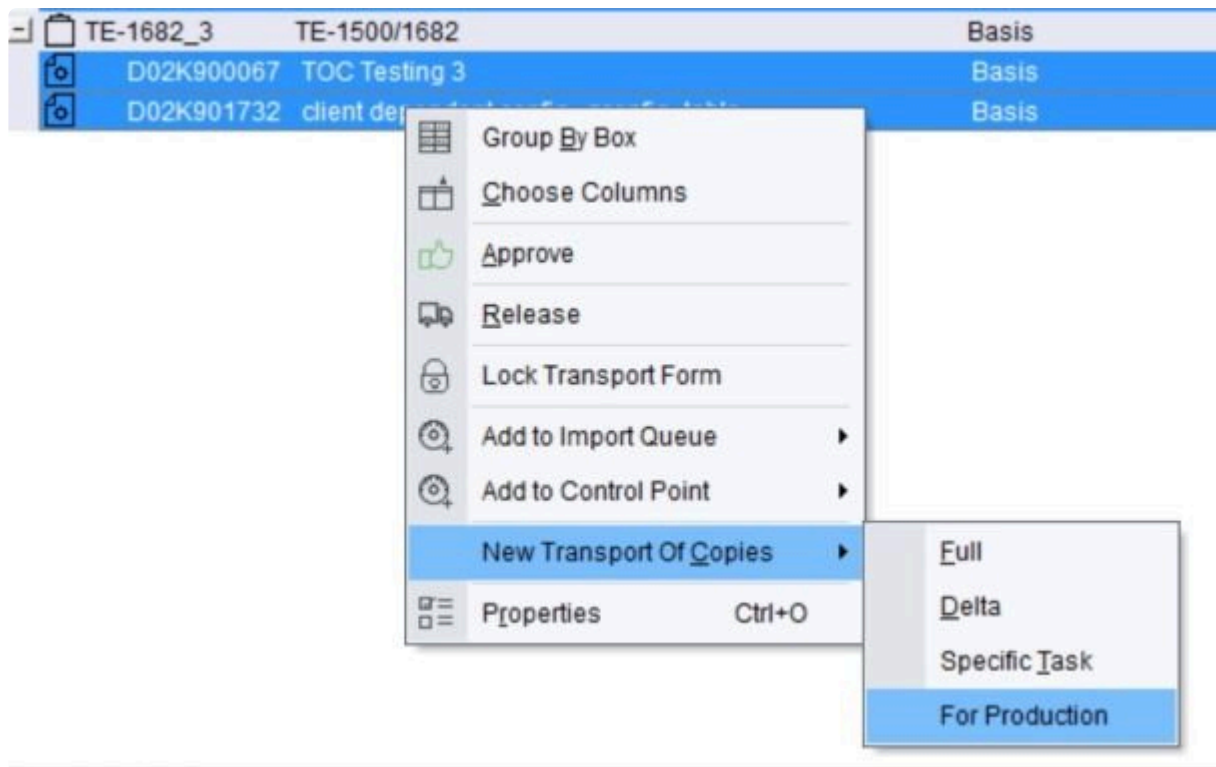 TE-1682_3 TE-1500/1682 Basis
D02K900067 TOC Testing 3 Basis
D02K901732 client Basis
Group By Box
Choose Columns
Approve
Release
Lock Transport Form
Add to Import Queue
Add to Control Point
New Transport Of Copies
Properties Ctrl+O
Full
Delta
Specific Task
For Production